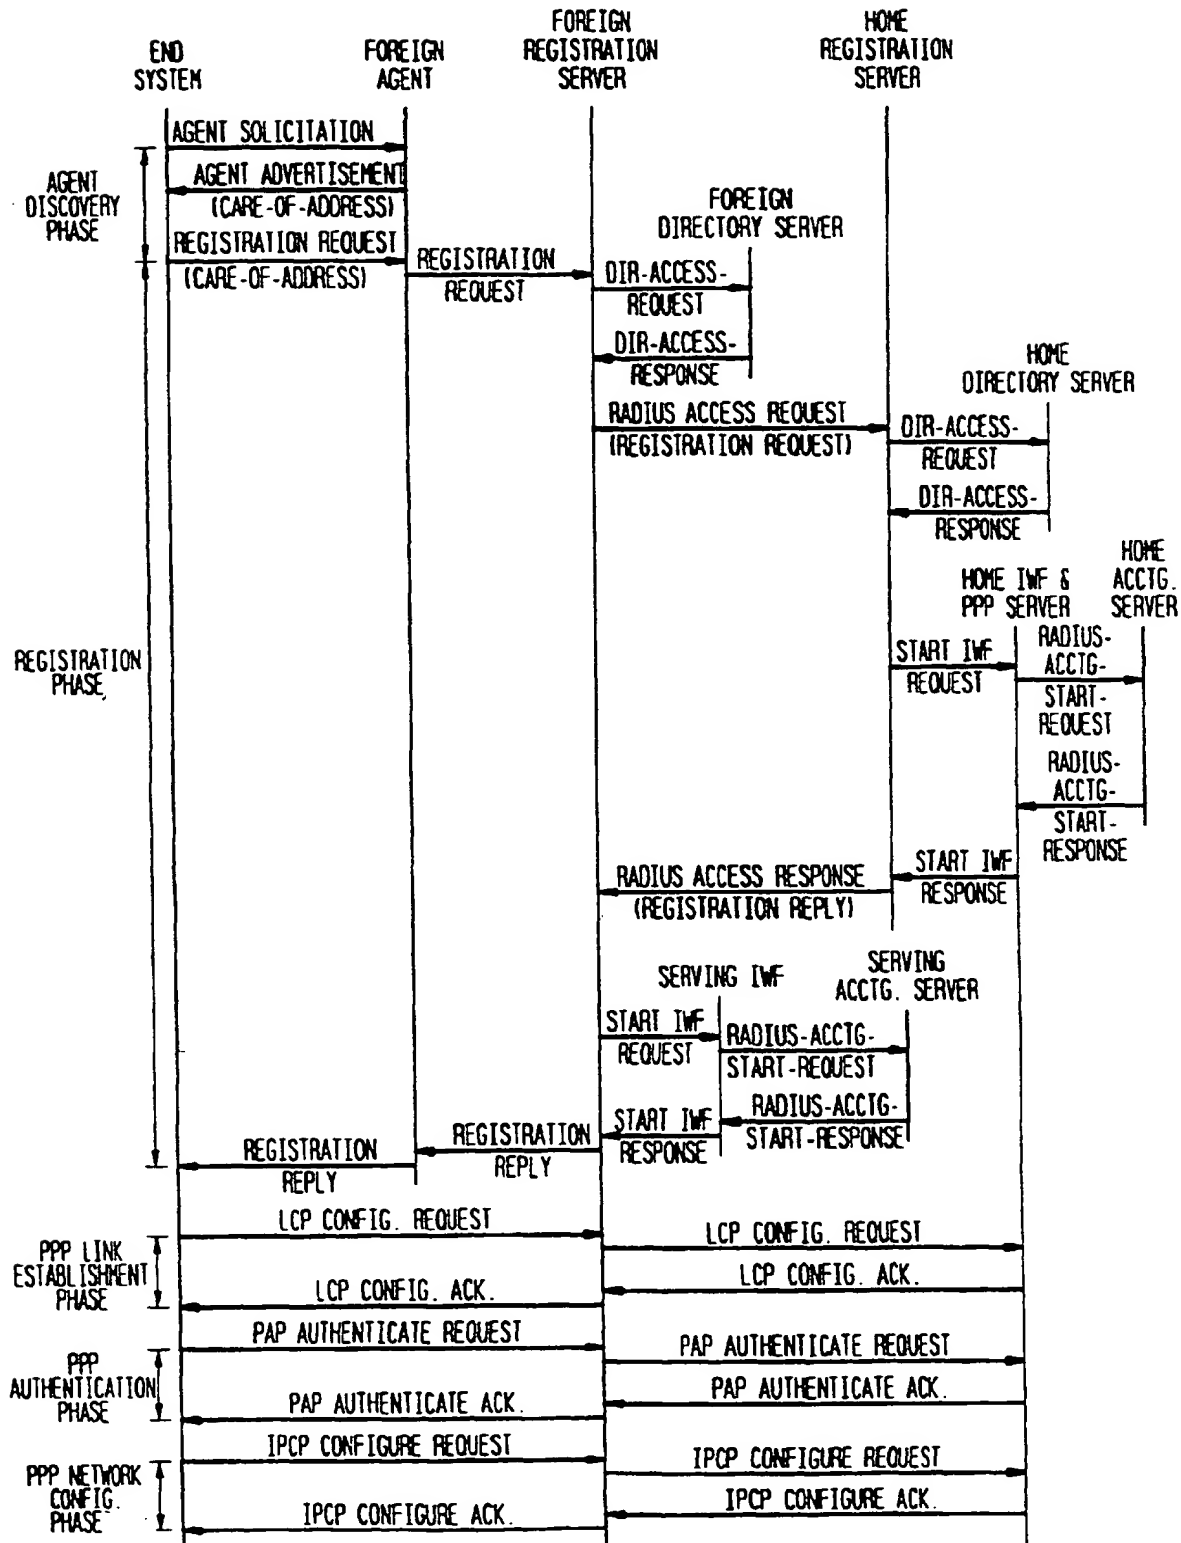 END
SYSTEM
FOREIGN
AGENT
FOREIGN
REGISTRATION
SERVER
HOME
REGISTRATION
SERVER
AGENT SOLICITATION
AGENT
DISCOVERY
PHASE
AGENT ADVERTISEMENT
(CARE-OF-ADDRESS)
FOREIGN
DIRECTORY SERVER
REGISTRATION REQUEST
(CARE-OF-ADDRESS)
REGISTRATION
REQUEST
DIR-ACCESS-
REQUEST
DIR-ACCESS-
RESPONSE
HOME
DIRECTORY SERVER
RADIUS ACCESS REQUEST
(REGISTRATION REQUEST)
DIR-ACCESS-
REQUEST
DIR-ACCESS-
RESPONSE
HOME IWF &
PPP SERVER
HOME
ACCTG.
SERVER
REGISTRATION
PHASE
START IWF
REQUEST
RADIUS-
ACCTG-
START-
REQUEST
RADIUS-
ACCTG-
START-
RESPONSE
START IWF
RESPONSE
RADIUS ACCESS RESPONSE
(REGISTRATION REPLY)
SERVING IWF
SERVING
ACCTG. SERVER
START IWF
REQUEST
RADIUS-ACCTG-
START-REQUEST
RADIUS-ACCTG-
START-RESPONSE
START IWF
RESPONSE
REGISTRATION
REPLY
REGISTRATION
REPLY
LCP CONFIG. REQUEST
LCP CONFIG. REQUEST
PPP LINK
ESTABLISHMENT
PHASE
LCP CONFIG. ACK.
LCP CONFIG. ACK.
PAP AUTHENTICATE REQUEST
PAP AUTHENTICATE REQUEST
PPP
AUTHENTICATION
PHASE
PAP AUTHENTICATE ACK.
PAP AUTHENTICATE ACK.
IPCP CONFIGURE REQUEST
IPCP CONFIGURE REQUEST
PPP NETWORK
CONFIG.
PHASE
IPCP CONFIGURE ACK.
IPCP CONFIGURE ACK.